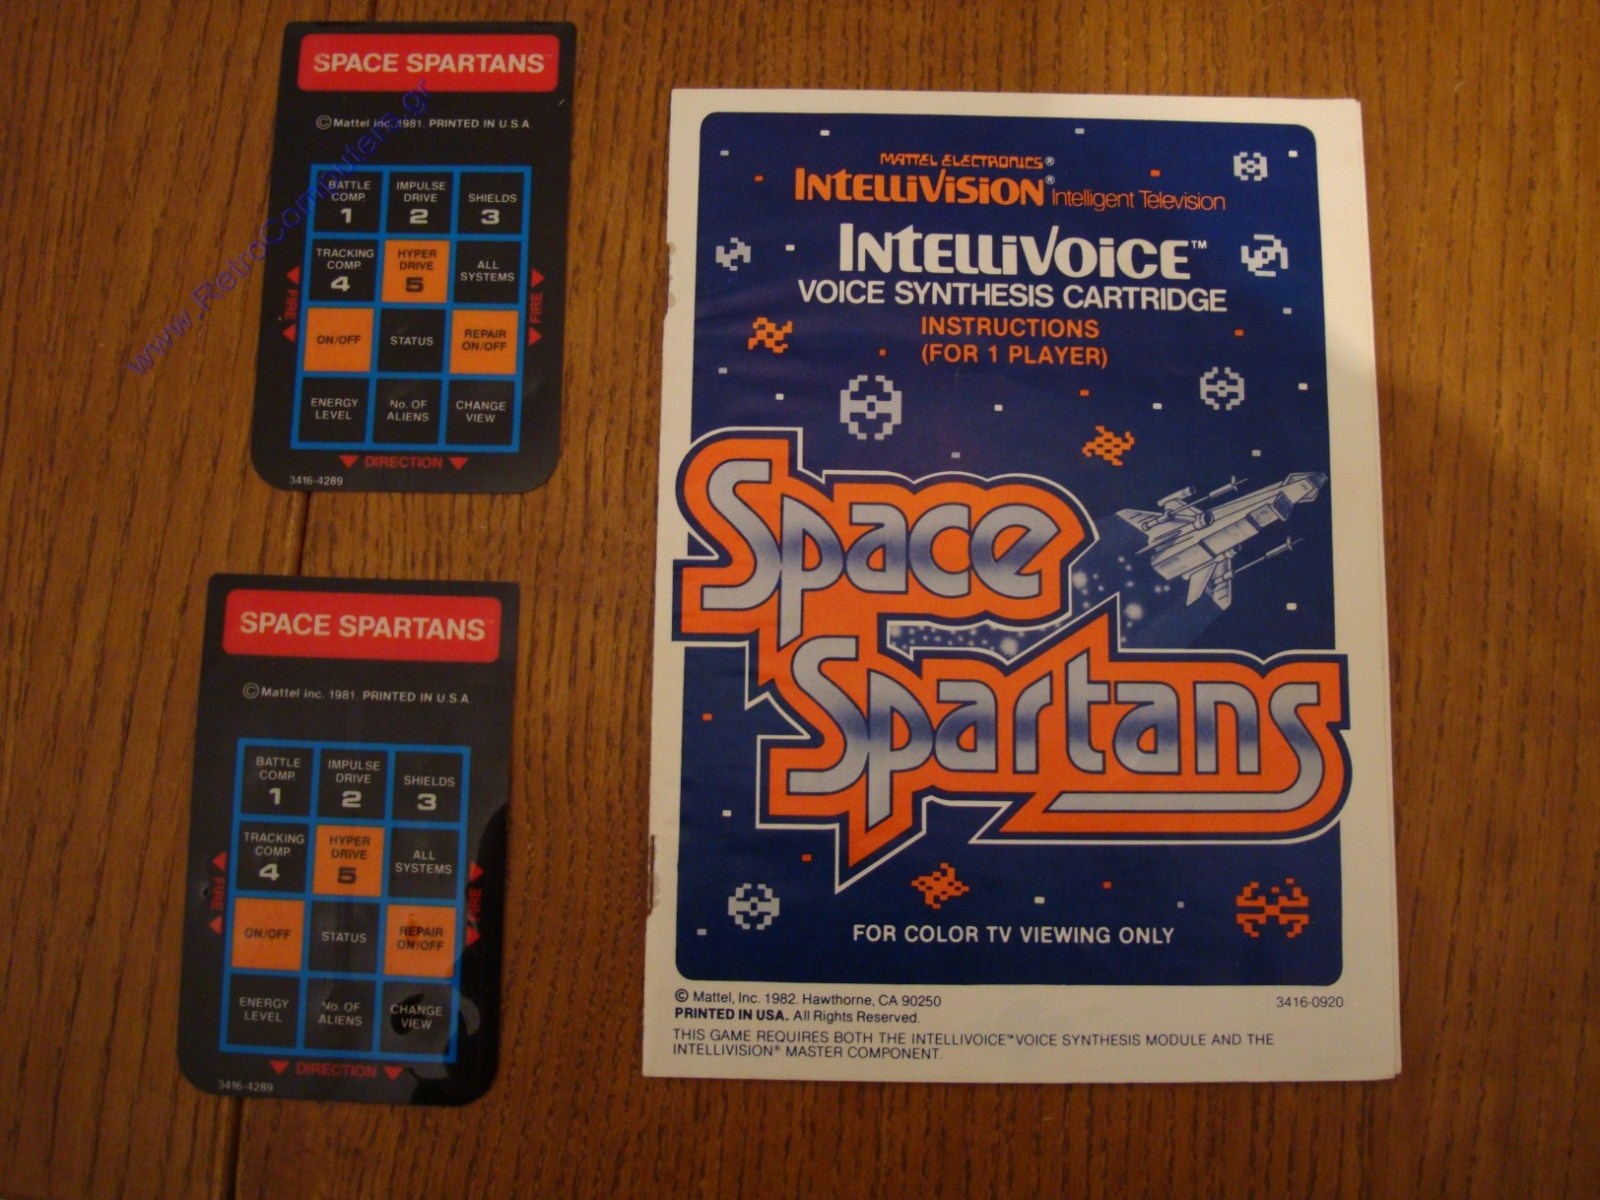 SPACE SPARTANS™
© Mattel Inc. 1981. PRINTED IN U.S.A.
BATTLE COMP. 1
IMPULSE DRIVE 2
SHIELDS 3
TRACKING COMP. 4
HYPER DRIVE 5
ALL SYSTEMS
ON/OFF
STATUS
REPAIR ON/OFF
ENERGY LEVEL
No. OF ALIENS
CHANGE VIEW
FIRE
FIRE
DIRECTION
3416-4289
www.RetroComputers.gr
SPACE SPARTANS™
© Mattel Inc. 1981. PRINTED IN U.S.A.
BATTLE COMP. 1
IMPULSE DRIVE 2
SHIELDS 3
TRACKING COMP. 4
HYPER DRIVE 5
ALL SYSTEMS
ON/OFF
STATUS
REPAIR ON/OFF
ENERGY LEVEL
No. OF ALIENS
CHANGE VIEW
FIRE
FIRE
DIRECTION
3416-4289
MATTEL ELECTRONICS®
INTELLIVISION® Intelligent Television
INTELLIVOICE™
VOICE SYNTHESIS CARTRIDGE
INSTRUCTIONS
(FOR 1 PLAYER)
Space
Spartans
FOR COLOR TV VIEWING ONLY
© Mattel, Inc. 1982. Hawthorne, CA 90250
3416-0920
PRINTED IN USA. All Rights Reserved.
THIS GAME REQUIRES BOTH THE INTELLIVOICE™ VOICE SYNTHESIS MODULE AND THE
INTELLIVISION® MASTER COMPONENT.